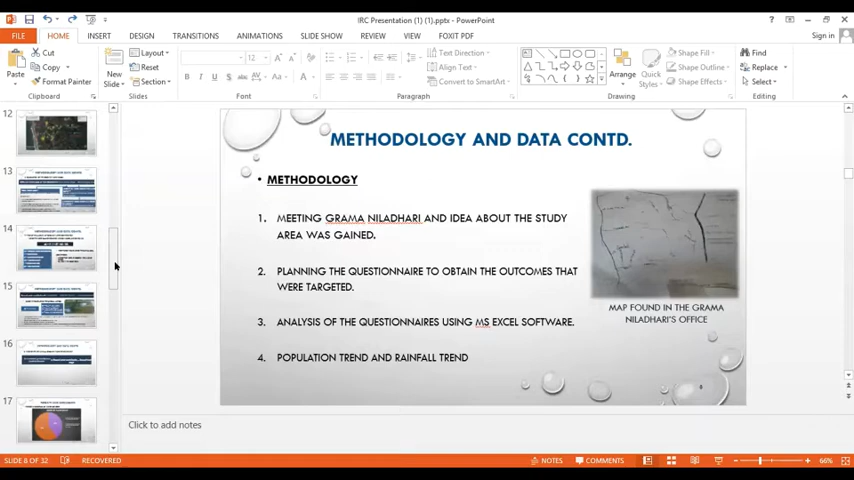 IRC Presentation (1) (1).pptx - PowerPoint
FILE HOME INSERT DESIGN TRANSITIONS ANIMATIONS SLIDE SHOW REVIEW VIEW FOXIT PDF Sign in
Paste Cut Copy Format Painter Clipboard
New Slide Layout Reset Section Slides
12 Font
Text Direction Align Text Convert to SmartArt Paragraph
Arrange Quick Styles Shape Fill Shape Outline Shape Effects Drawing
Find Replace Select Editing
12
13
14
15
16
17
METHODOLOGY AND DATA CONTD.
• METHODOLOGY
1. MEETING GRAMA NILADHARI AND IDEA ABOUT THE STUDY
AREA WAS GAINED.
2. PLANNING THE QUESTIONNAIRE TO OBTAIN THE OUTCOMES THAT
WERE TARGETED.
3. ANALYSIS OF THE QUESTIONNAIRES USING MS EXCEL SOFTWARE.
4. POPULATION TREND AND RAINFALL TREND
MAP FOUND IN THE GRAMA
NILADHARI'S OFFICE
8
Click to add notes
SLIDE 8 OF 32 RECOVERED NOTES COMMENTS 66%